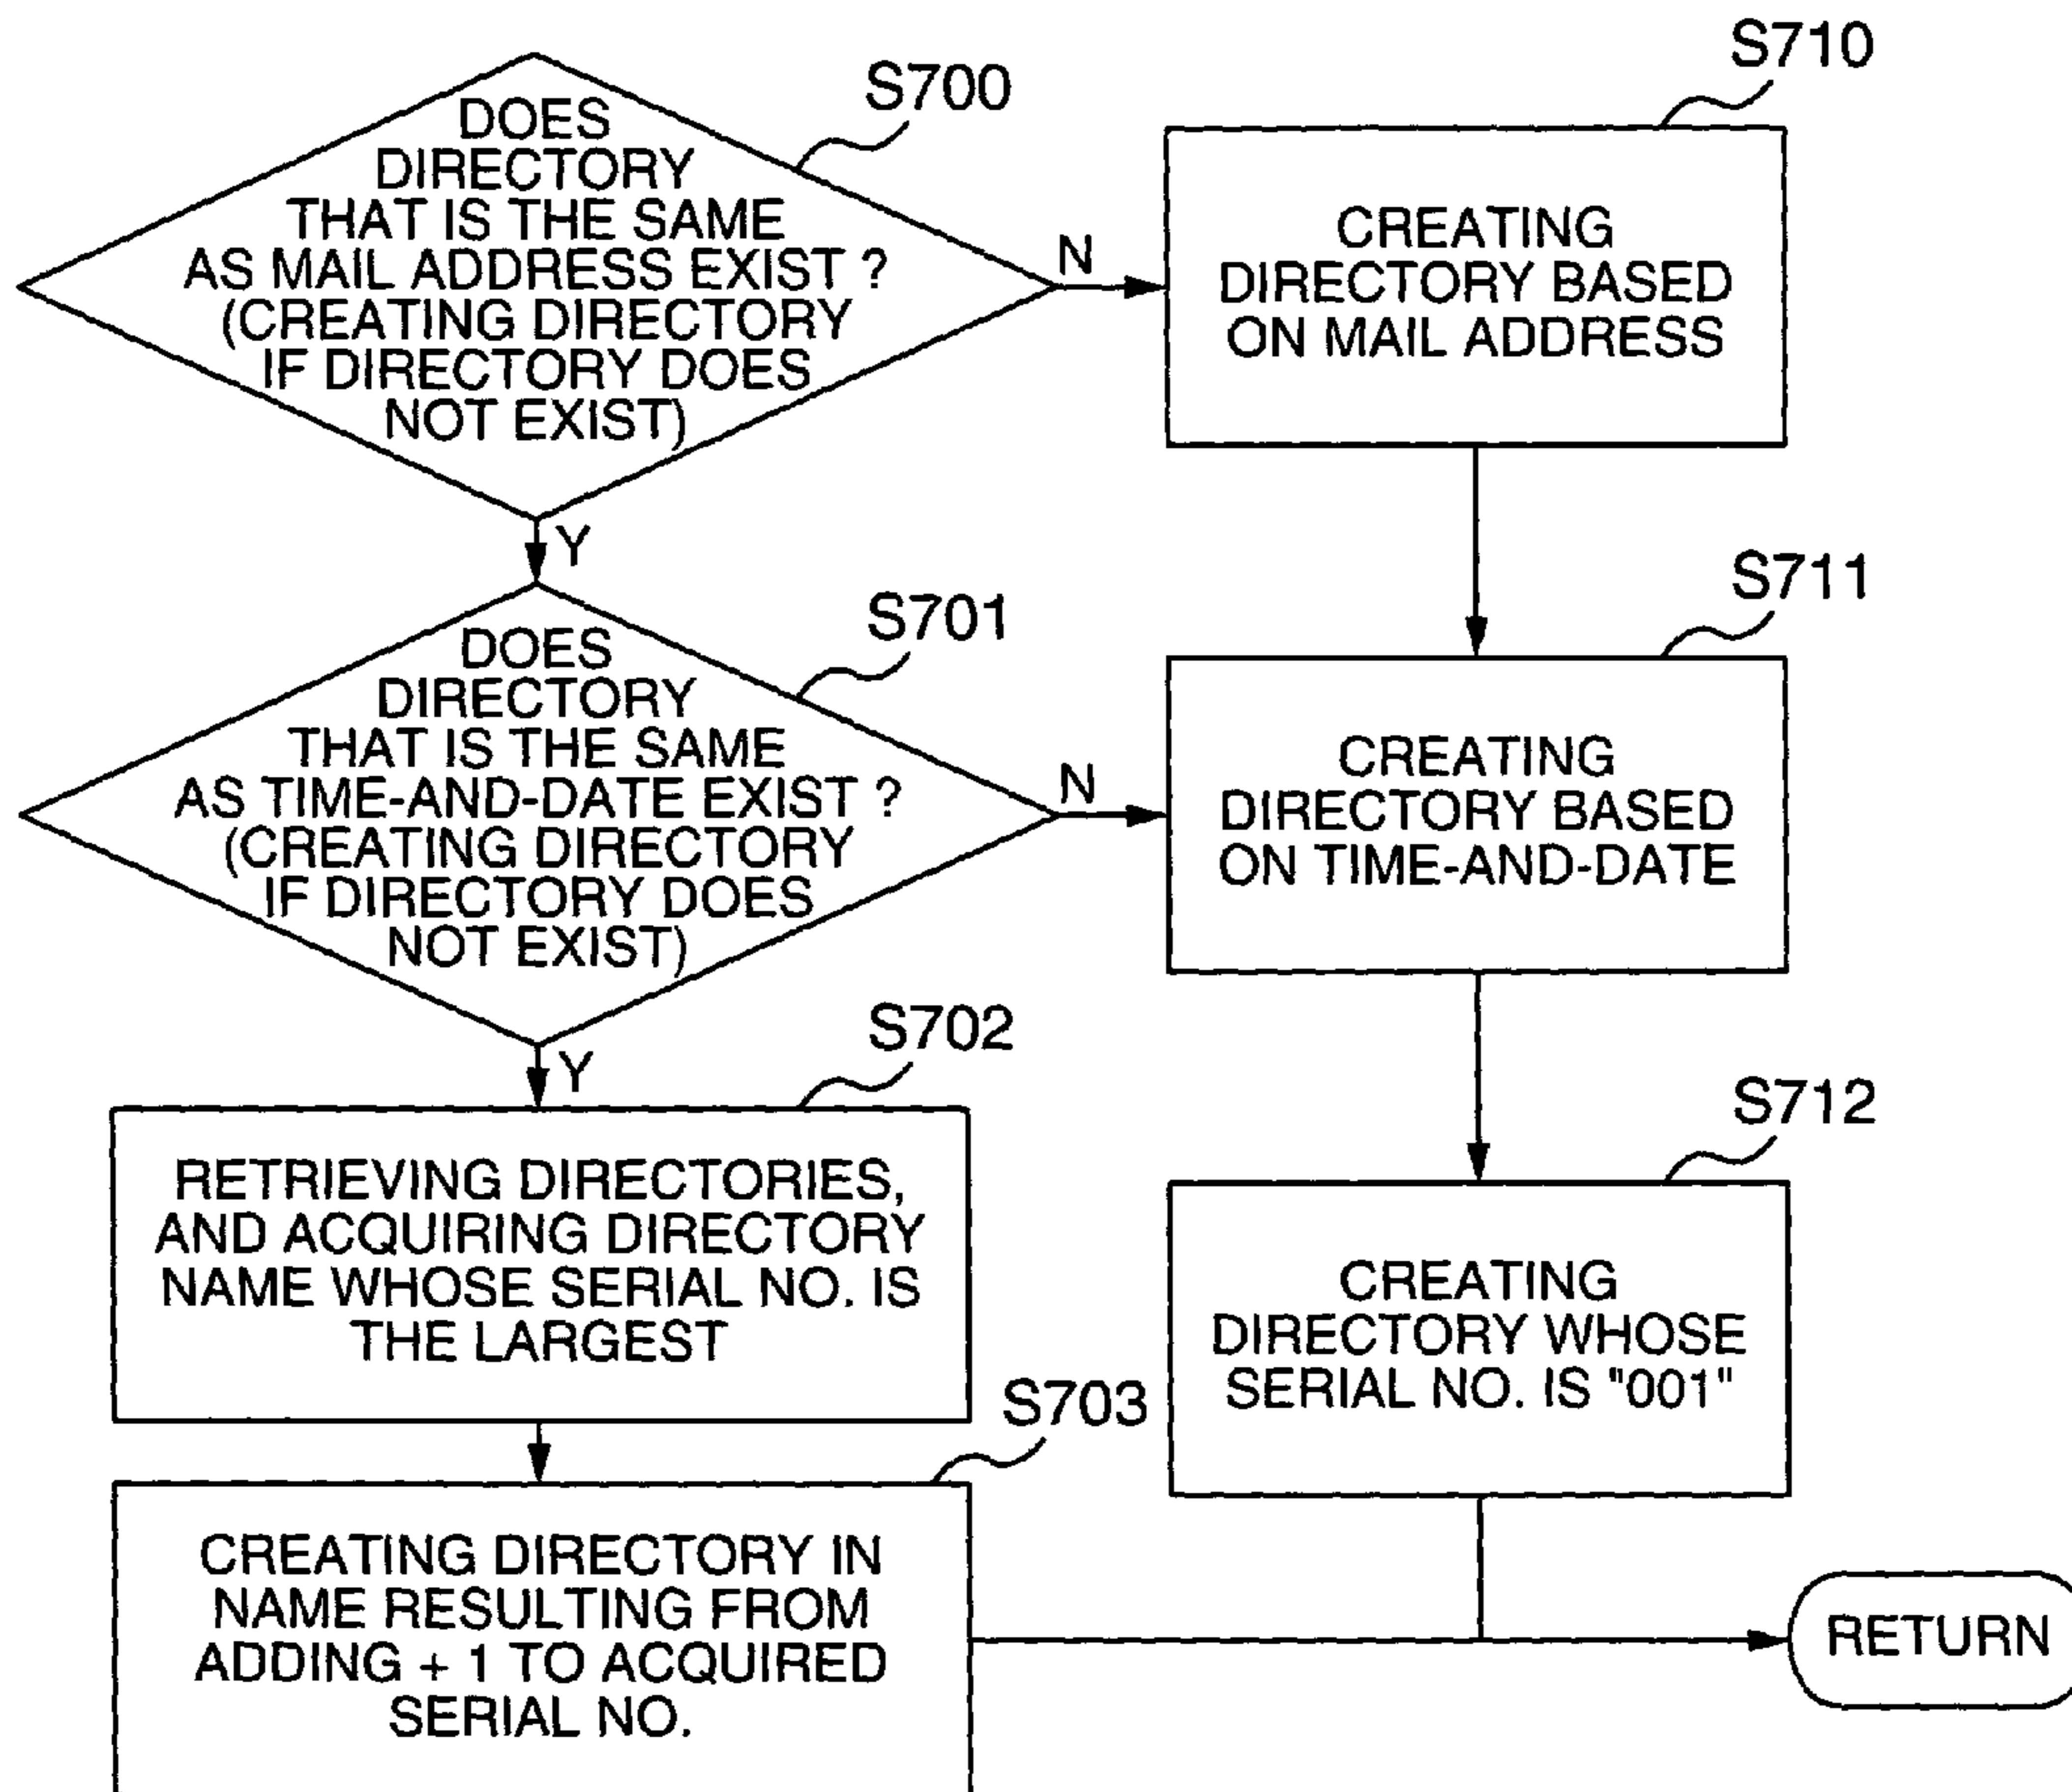 S700
DOES
DIRECTORY
THAT IS THE SAME
AS MAIL ADDRESS EXIST ?
(CREATING DIRECTORY
IF DIRECTORY DOES
NOT EXIST)
N
Y
S710
CREATING
DIRECTORY BASED
ON MAIL ADDRESS
S701
DOES
DIRECTORY
THAT IS THE SAME
AS TIME-AND-DATE EXIST ?
(CREATING DIRECTORY
IF DIRECTORY DOES
NOT EXIST)
N
Y
S711
CREATING
DIRECTORY BASED
ON TIME-AND-DATE
S702
RETRIEVING DIRECTORIES,
AND ACQUIRING DIRECTORY
NAME WHOSE SERIAL NO. IS
THE LARGEST
S712
CREATING
DIRECTORY WHOSE
SERIAL NO. IS "001"
S703
CREATING DIRECTORY IN
NAME RESULTING FROM
ADDING + 1 TO ACQUIRED
SERIAL NO.
RETURN